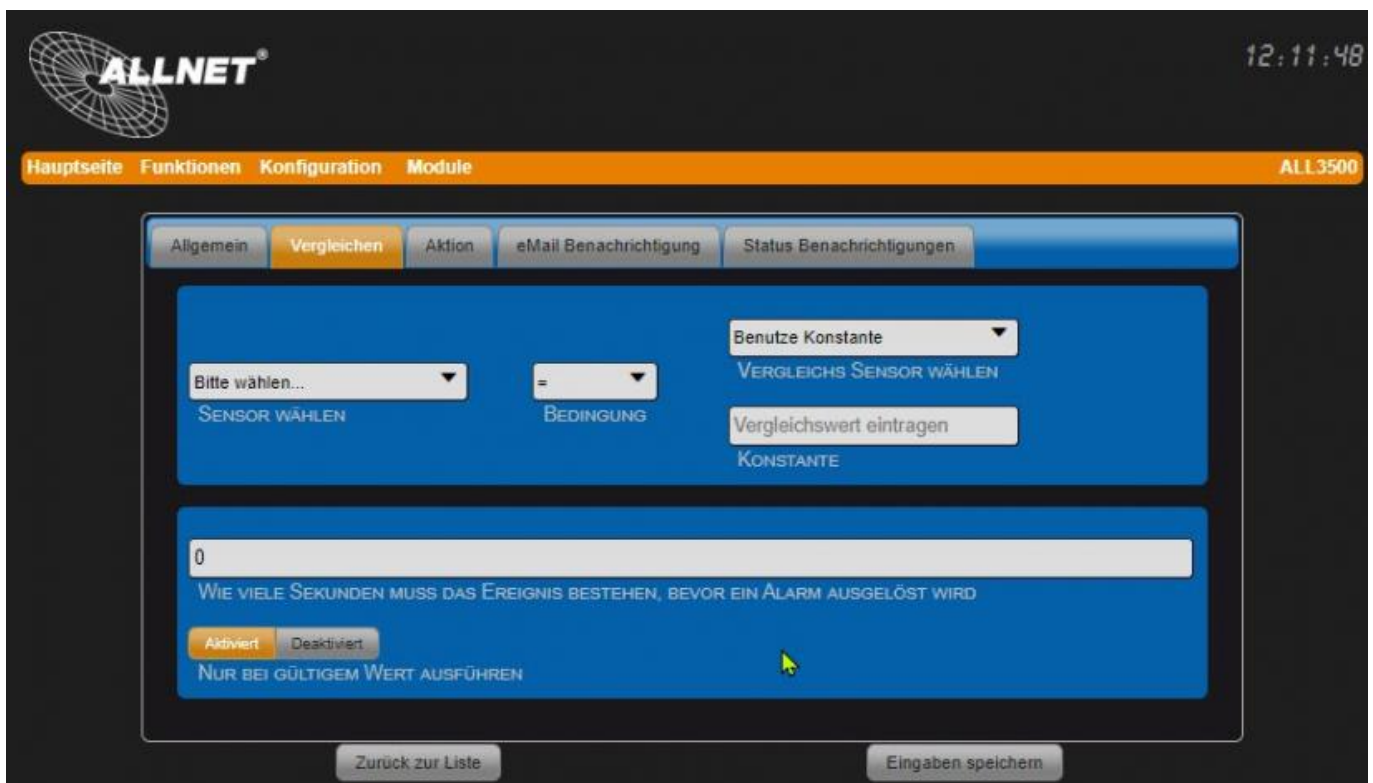 ALLNET®
12:11:48
Hauptseite Funktionen Konfiguration Module ALL3500
Allgemein Vergleichen Aktion eMail Benachrichtigung Status Benachrichtigungen
Benutze Konstante
VERGLEICHS SENSOR WÄHLEN
Bitte wählen... =
SENSOR WÄHLEN BEDINGUNG
Vergleichswert eintragen
KONSTANTE
0
WIE VIELE SEKUNDEN MUSS DAS EREIGNIS BESTEHEN, BEVOR EIN ALARM AUSGELÖST WIRD
Aktiviert Deaktiviert
NUR BEI GÜLTIGEM WERT AUSFÜHREN
Zurück zur Liste Eingaben speichern